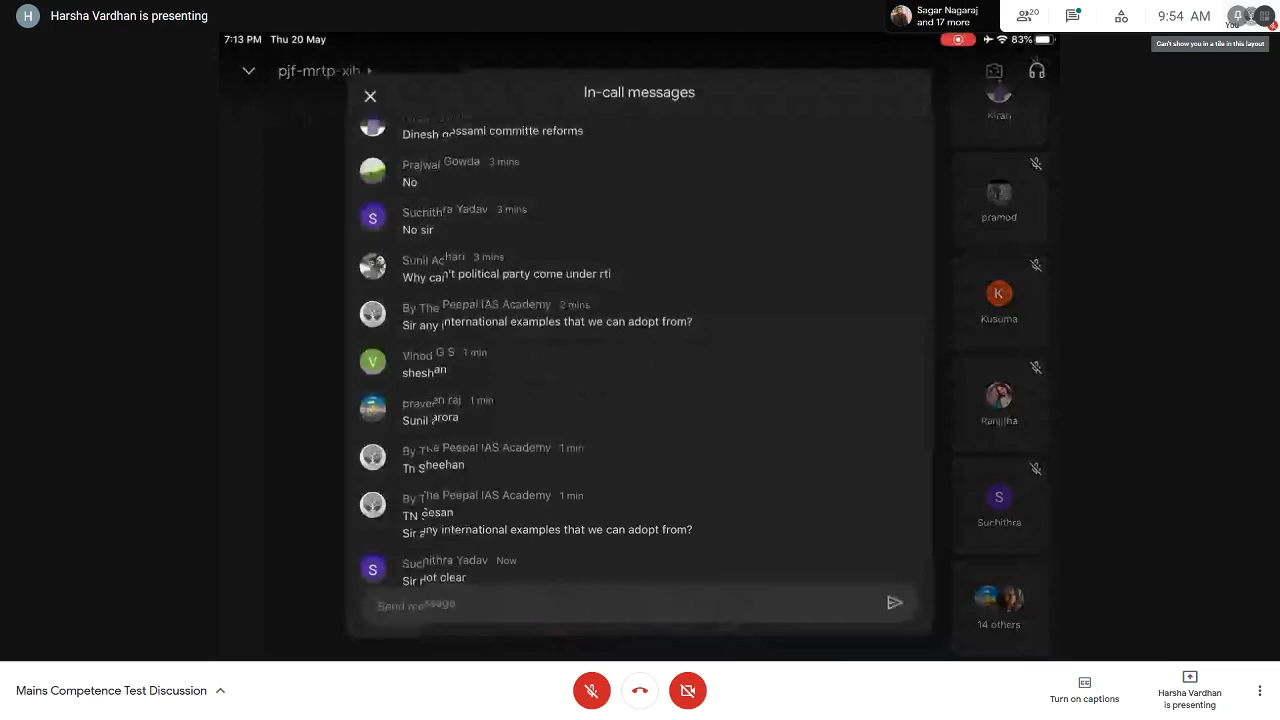 H Harsha Vardhan is presenting
Sagar Nagaraj
and 17 more
20
9:54 AM
You
Can't show you in a tile in this layout
7:13 PM Thu 20 May
83%
pjf-mrtp-xih
In-call messages
Dinesh gossami committe reforms
Prajwal Gowda 3 mins
No
S Suchithra Yadav 3 mins
No sir
Sunil Achari 3 mins
Why can't political party come under rti
By The Peepal IAS Academy 2 mins
Sir any international examples that we can adopt from?
V Vinod G S 1 min
sheshan
praveen raj 1 min
Sunil arora
By The Peepal IAS Academy 1 min
Tn Sheehan
By The Peepal IAS Academy 1 min
TN Sesan
Sir any international examples that we can adopt from?
S Suchithra Yadav Now
Sir not clear
Send message
Kiran
pramod
K
Kusuma
Ranjitha
S
Suchithra
14 others
Mains Competence Test Discussion
Turn on captions
Harsha Vardhan
is presenting